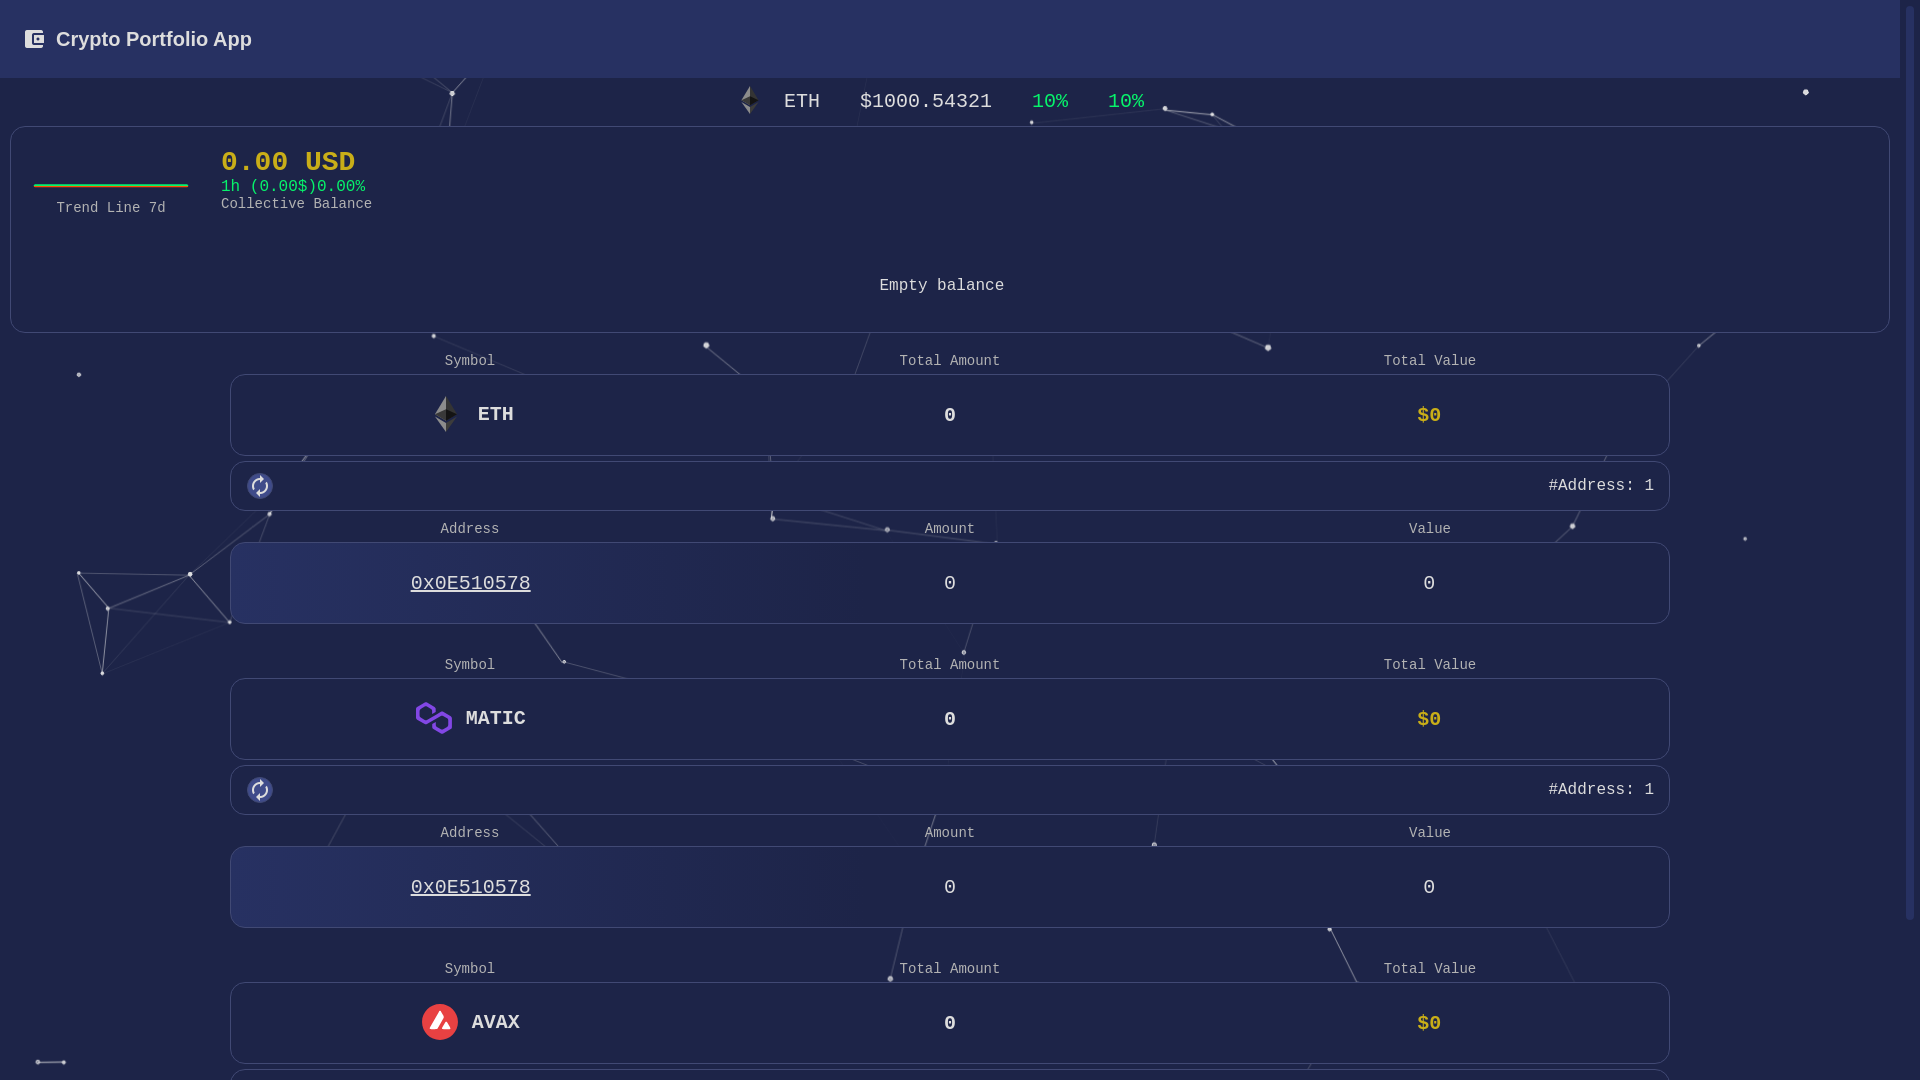 Crypto Portfolio App
ETH $1000.54321 10% 10%
0.00 USD
1h (0.00$)0.00%
Collective Balance
Trend Line 7d
Empty balance
Symbol Total Amount Total Value
ETH 0 $0
#Address: 1
Address Amount Value
0x0E510578 0 0
Symbol Total Amount Total Value
MATIC 0 $0
#Address: 1
Address Amount Value
0x0E510578 0 0
Symbol Total Amount Total Value
AVAX 0 $0